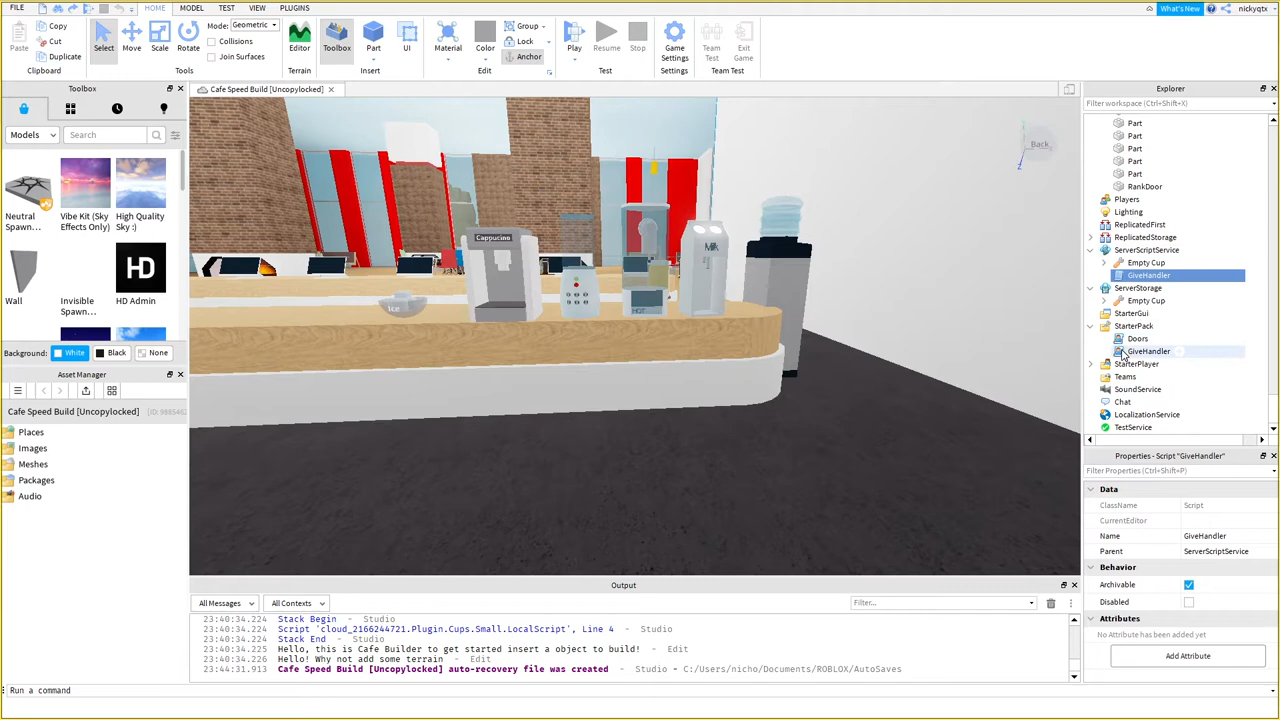 FILE HOME MODEL TEST VIEW PLUGINS What's New nickyqtx
Paste Copy Cut Duplicate Clipboard
Select Move Scale Rotate Mode: Geometric Collisions Join Surfaces Tools
Editor Terrain
Toolbox Part UI Insert
Material Color Group Lock Anchor Edit
Play Resume Stop Test
Game Settings Settings
Team Test Exit Game Team Test
Toolbox
Models Search
Neutral Spawn...
Vibe Kit (Sky Effects Only)
High Quality Sky :)
Wall
Invisible Spawn...
HD
HD Admin
Background: White Black None
Asset Manager
Cafe Speed Build [Uncopylocked]
Places
Images
Meshes
Packages
Audio
Cafe Speed Build [Uncopylocked]
Back
Z
Cappucine
Ice
HOT
Output
All Messages All Contexts Filter...
23:40:34.224 Stack Begin - Studio
23:40:34.224 Script 'cloud_2166244721.Plugin.Cups.Small.LocalScript', Line 4 - Studio
23:40:34.224 Stack End - Studio
23:40:34.225 Hello, this is Cafe Builder to get started insert a object to build! - Edit
23:40:34.226 Hello! Why not add some terrain - Edit
23:44:31.913 Cafe Speed Build [Uncopylocked] auto-recovery file was created - Studio - C:/Users/nicho/Documents/ROBLOX/AutoSaves
Run a command
Explorer
Filter workspace (Ctrl+Shift+X)
Part
Part
Part
Part
Part
RankDoor
Players
Lighting
ReplicatedFirst
ReplicatedStorage
ServerScriptService
Empty Cup
GiveHandler
ServerStorage
Empty Cup
StarterGui
StarterPack
Doors
GiveHandler
StarterPlayer
Teams
SoundService
Chat
LocalizationService
TestService
Properties - Script "GiveHandler"
Filter Properties (Ctrl+Shift+P)
Data
ClassName Script
CurrentEditor
Name GiveHandler
Parent ServerScriptService
Behavior
Archivable
Disabled
Attributes
No Attribute has been added yet
Add Attribute